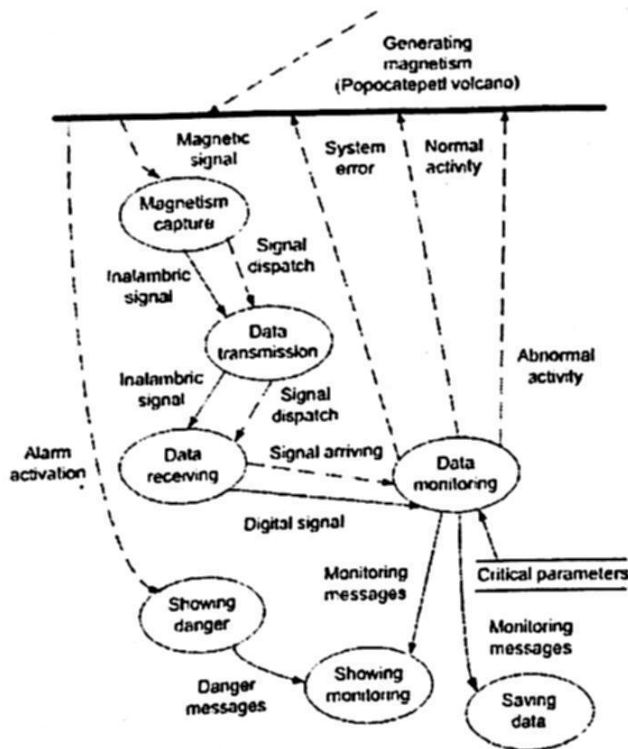 Generating
magnetism
(Popocatepetl volcano)
Magnetic
signal
System
error
Normal
activity
Magnetism
capture
Inalambric
signal
Signal
dispatch
Data
transmission
Abnormal
activity
Inalambric
signal
Signal
dispatch
Alarm
activation
Data
receiving
Signal arriving
Data
monitoring
Digital signal
Critical parameters
Monitoring
messages
Showing
danger
Monitoring
messages
Danger
messages
Showing
monitoring
Saving
data